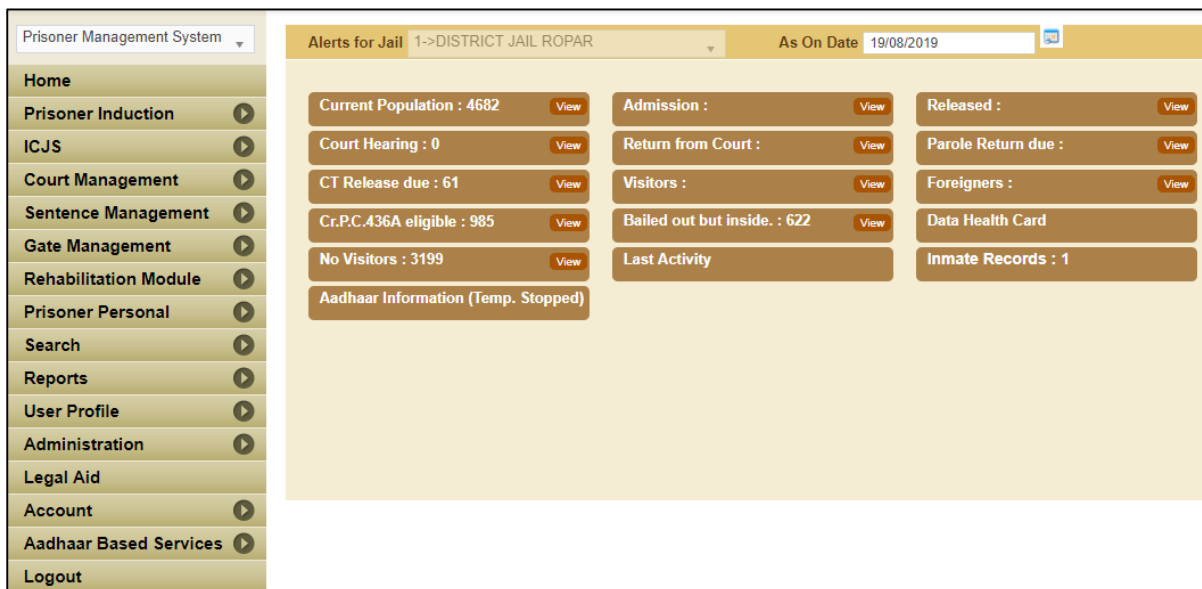 Prisoner Management System
Home
Prisoner Induction
ICJS
Court Management
Sentence Management
Gate Management
Rehabilitation Module
Prisoner Personal
Search
Reports
User Profile
Administration
Legal Aid
Account
Aadhaar Based Services
Logout
Alerts for Jail 1->DISTRICT JAIL ROPAR As On Date 19/08/2019
Current Population : 4682 View Admission : View Released : View
Court Hearing : 0 View Return from Court : View Parole Return due : View
CT Release due : 61 View Visitors : View Foreigners : View
Cr.P.C.436A eligible : 985 View Bailed out but inside. : 622 View Data Health Card
No Visitors : 3199 View Last Activity Inmate Records : 1
Aadhaar Information (Temp. Stopped)